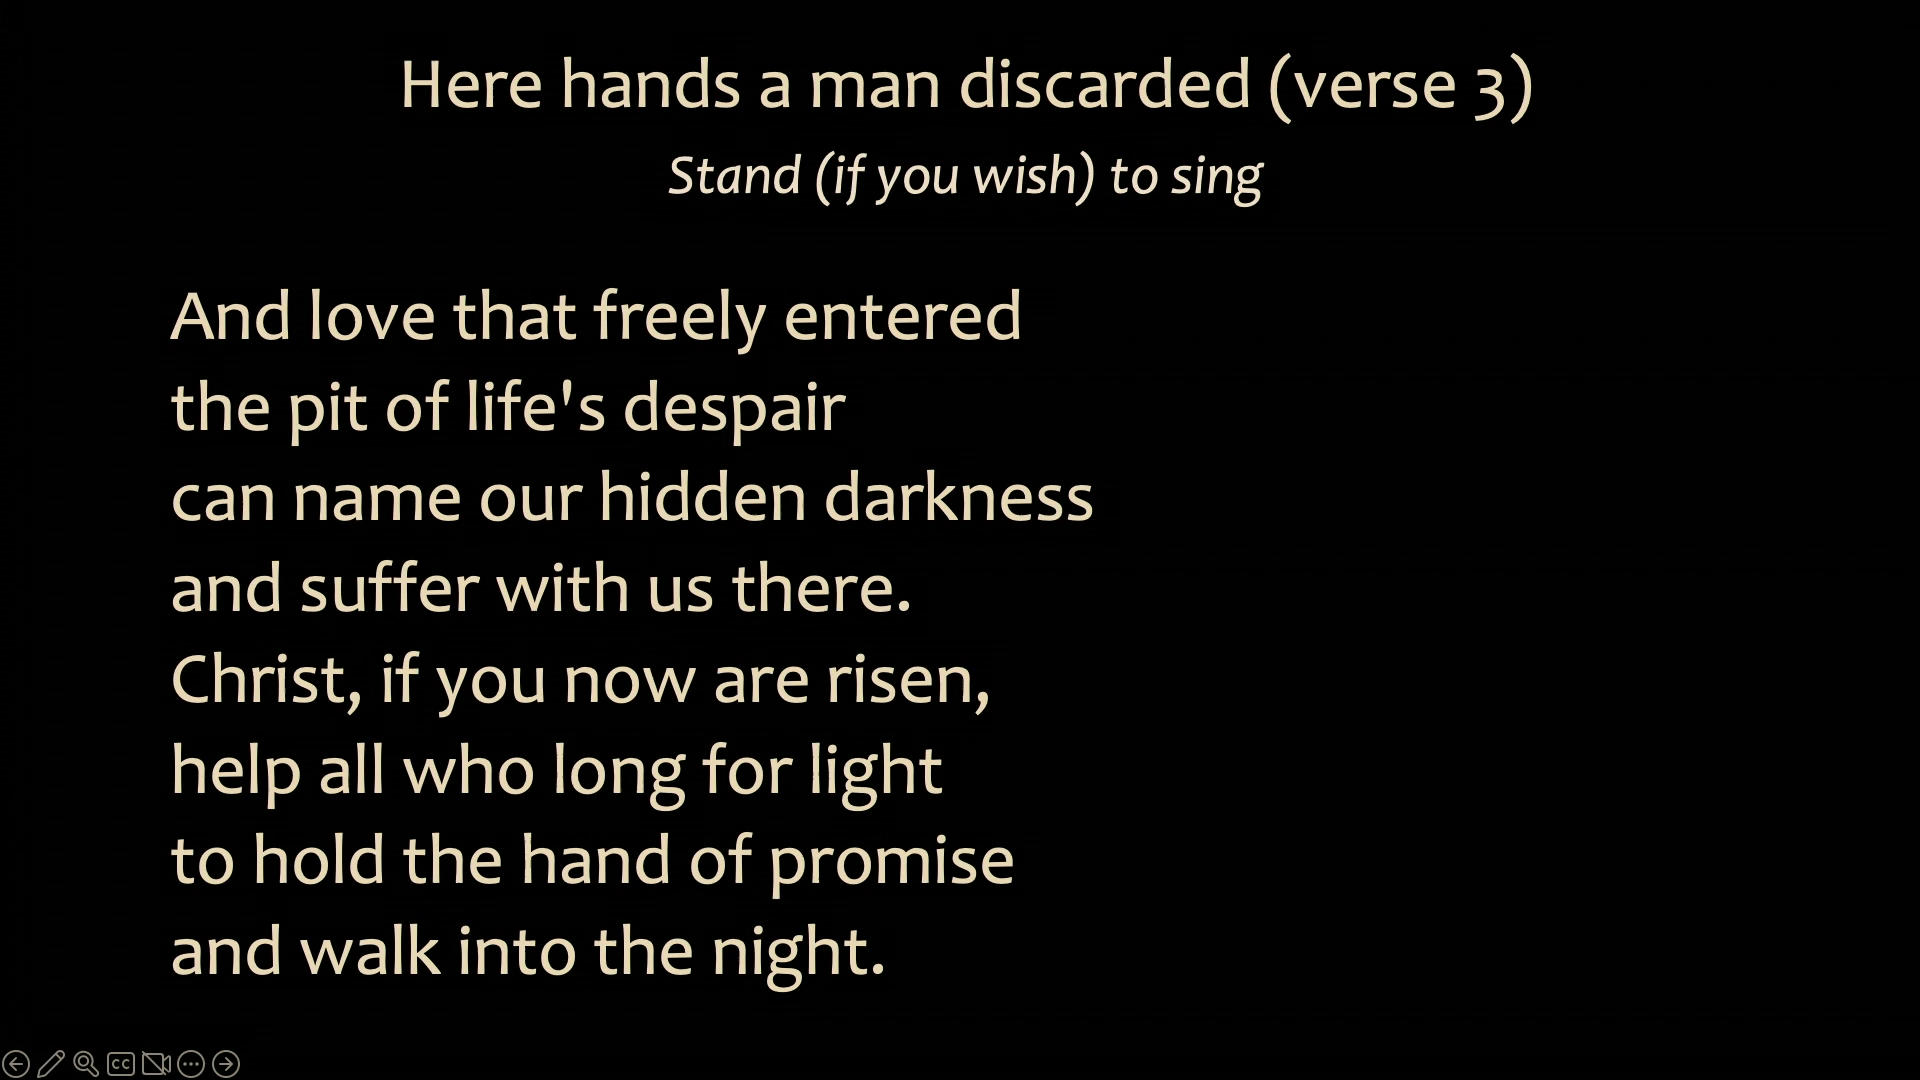 Here hands a man discarded (verse 3)
Stand (if you wish) to sing
And love that freely entered
the pit of life's despair
can name our hidden darkness
and suffer with us there.
Christ, if you now are risen,
help all who long for light
to hold the hand of promise
and walk into the night.
CC